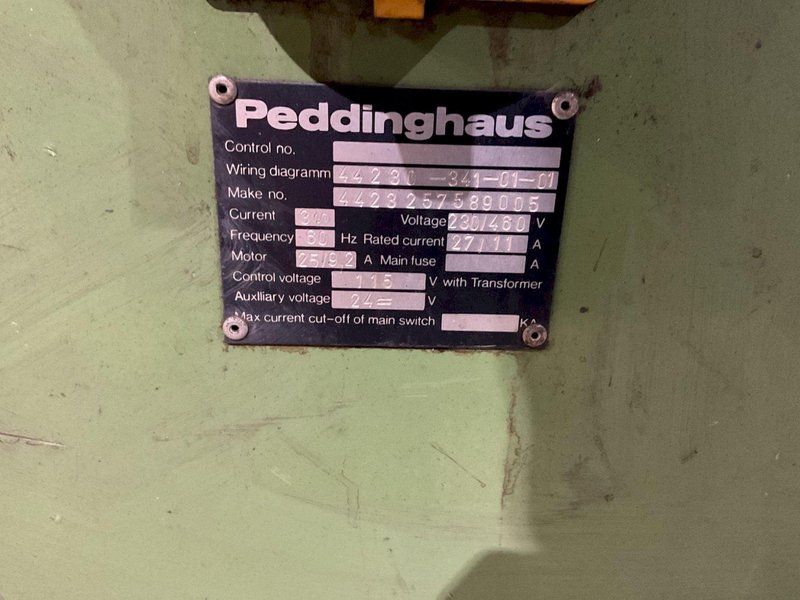 Peddinghaus
Control no.
Wiring diagramm 44230-341-01-01
Make no. 4423257589005
Current Voltage 230/460 V
Frequency 60 Hz Rated current 27/11 A
Motor 25/9,2 A Main fuse A
Control voltage 115 V with Transformer
Auxlliary voltage 24= V
Max current cut-off of main switch KA